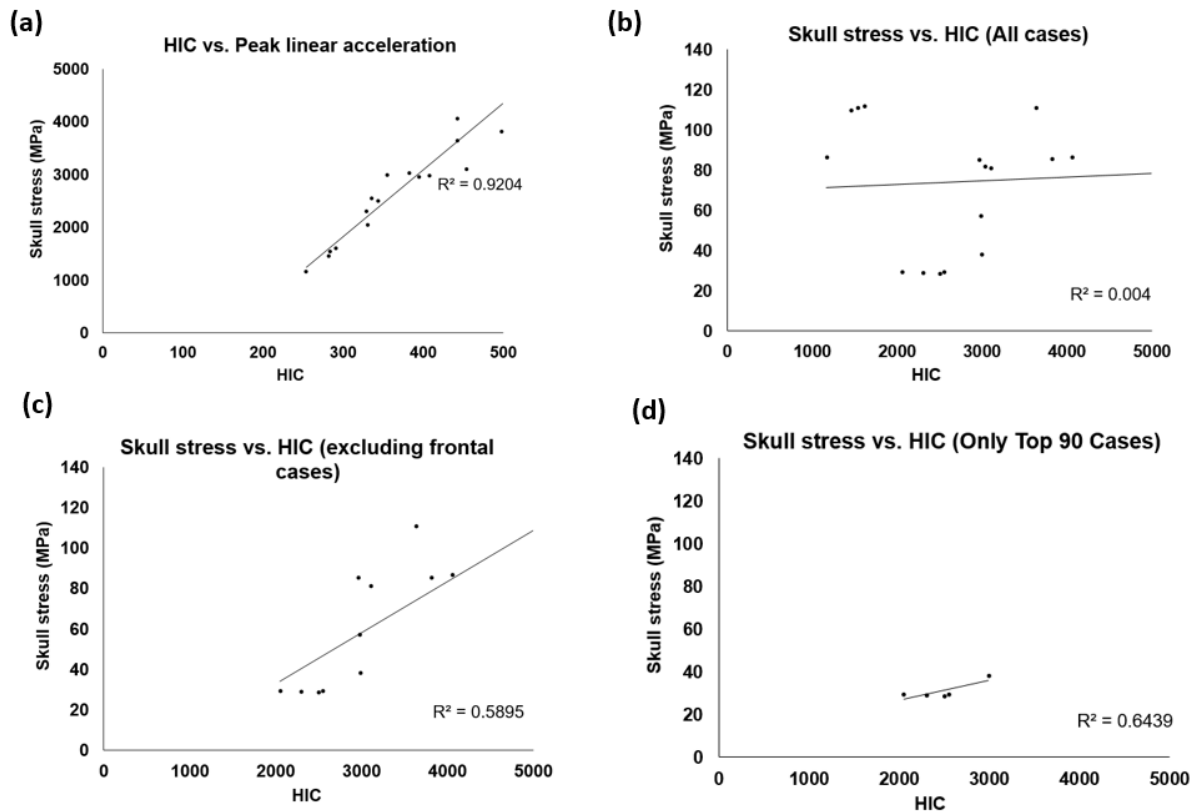 (a)
HIC vs. Peak linear acceleration
Skull stress (MPa)
5000
4000
3000
2000
1000
0
R² = 0.9204
0 100 200 300 400 500
HIC
(b)
Skull stress vs. HIC (All cases)
Skull stress (MPa)
140
120
100
80
60
40
20
0
R² = 0.004
0 1000 2000 3000 4000 5000
HIC
(c)
Skull stress vs. HIC (excluding frontal
cases)
Skull stress (MPa)
140
120
100
80
60
40
20
0
R² = 0.5895
0 1000 2000 3000 4000 5000
HIC
(d)
Skull stress vs. HIC (Only Top 90 Cases)
Skull stress (MPa)
140
120
100
80
60
40
20
0
R² = 0.6439
0 1000 2000 3000 4000 5000
HIC